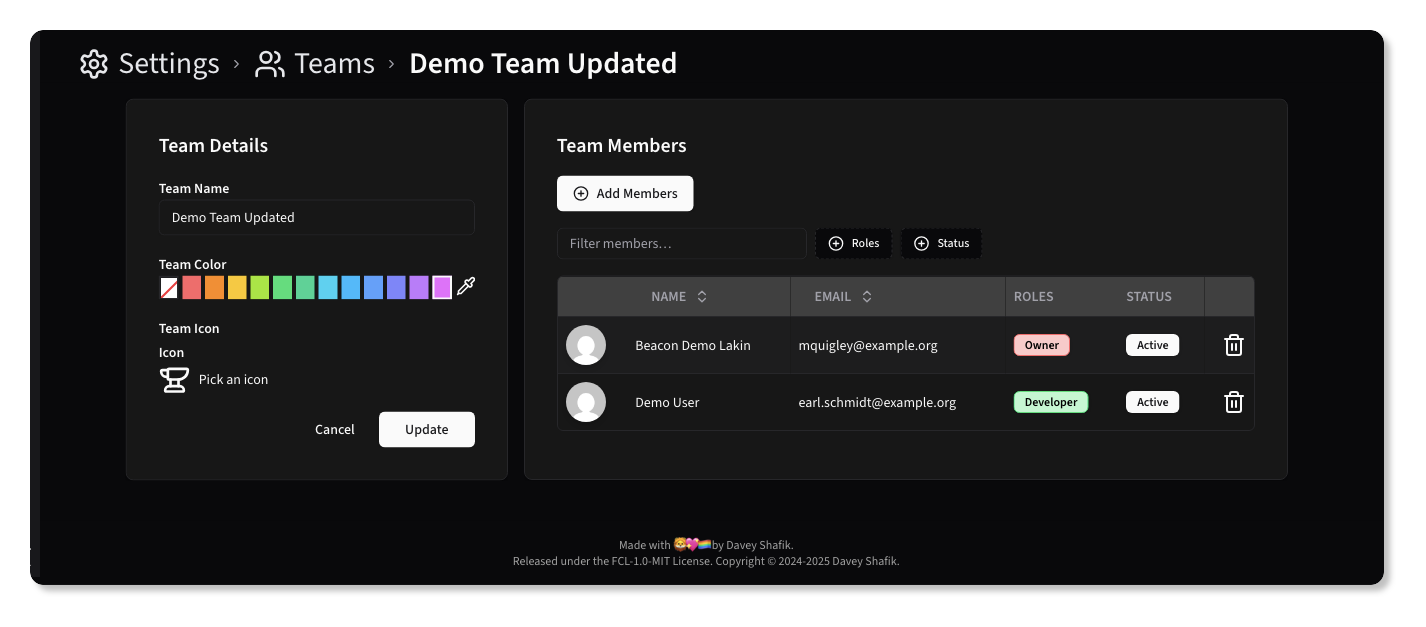 Settings › Teams › Demo Team Updated
Team Details
Team Name
Demo Team Updated
Team Color
Team Icon
Icon
Pick an icon
Cancel Update
Team Members
Add Members
Filter members... Roles Status
NAME EMAIL ROLES STATUS
Beacon Demo Lakin mquigley@example.org Owner Active
Demo User earl.schmidt@example.org Developer Active
Made with 🦁💖🏳️‍🌈by Davey Shafik.
Released under the FCL-1.0-MIT License. Copyright © 2024-2025 Davey Shafik.